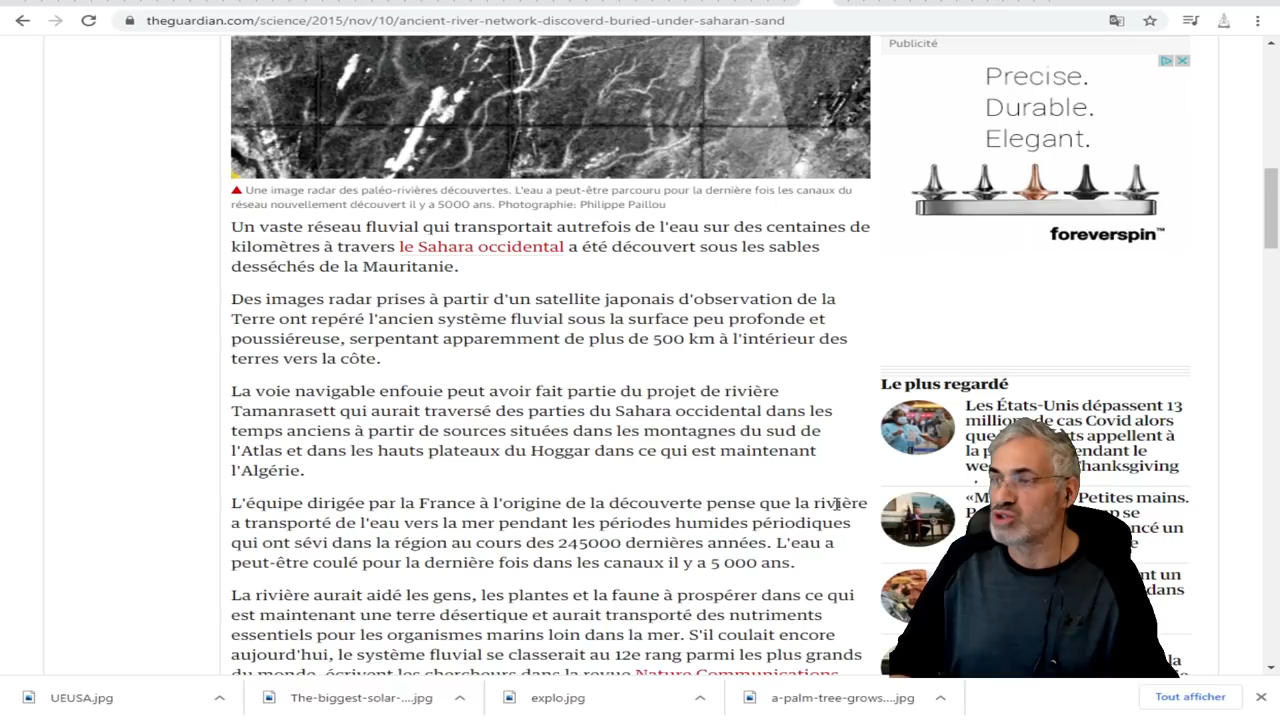 theguardian.com/science/2015/nov/10/ancient-river-network-discoverd-buried-under-saharan-sand
Publicité
Precise.
Durable.
Elegant.
foreverspin™
▲ Une image radar des paléo-rivières découvertes. L'eau a peut-être parcouru pour la dernière fois les canaux du
réseau nouvellement découvert il y a 5000 ans. Photographie: Philippe Paillou
Un vaste réseau fluvial qui transportait autrefois de l'eau sur des centaines de
kilomètres à travers le Sahara occidental a été découvert sous les sables
desséchés de la Mauritanie.
Des images radar prises à partir d'un satellite japonais d'observation de la
Terre ont repéré l'ancien système fluvial sous la surface peu profonde et
poussiéreuse, serpentant apparemment de plus de 500 km à l'intérieur des
terres vers la côte.
La voie navigable enfouie peut avoir fait partie du projet de rivière
Tamanrasett qui aurait traversé des parties du Sahara occidental dans les
temps anciens à partir de sources situées dans les montagnes du sud de
l'Atlas et dans les hauts plateaux du Hoggar dans ce qui est maintenant
l'Algérie.
L'équipe dirigée par la France à l'origine de la découverte pense que la rivière
a transporté de l'eau vers la mer pendant les périodes humides périodiques
qui ont sévi dans la région au cours des 245000 dernières années. L'eau a
peut-être coulé pour la dernière fois dans les canaux il y a 5 000 ans.
La rivière aurait aidé les gens, les plantes et la faune à prospérer dans ce qui
est maintenant une terre désertique et aurait transporté des nutriments
essentiels pour les organismes marins loin dans la mer. S'il coulait encore
aujourd'hui, le système fluvial se classerait au 12e rang parmi les plus grands
du monde, écrivent les chercheurs dans la revue Nature Communications
Le plus regardé
Les États-Unis dépassent 13
de cas Covid alors
appellent à
la pendant le
Thanksgiving
Petites mains.
se
un
ent un
dans
la
UEUSA.jpg
The-biggest-solar-....jpg
explo.jpg
a-palm-tree-grows....jpg
Tout afficher